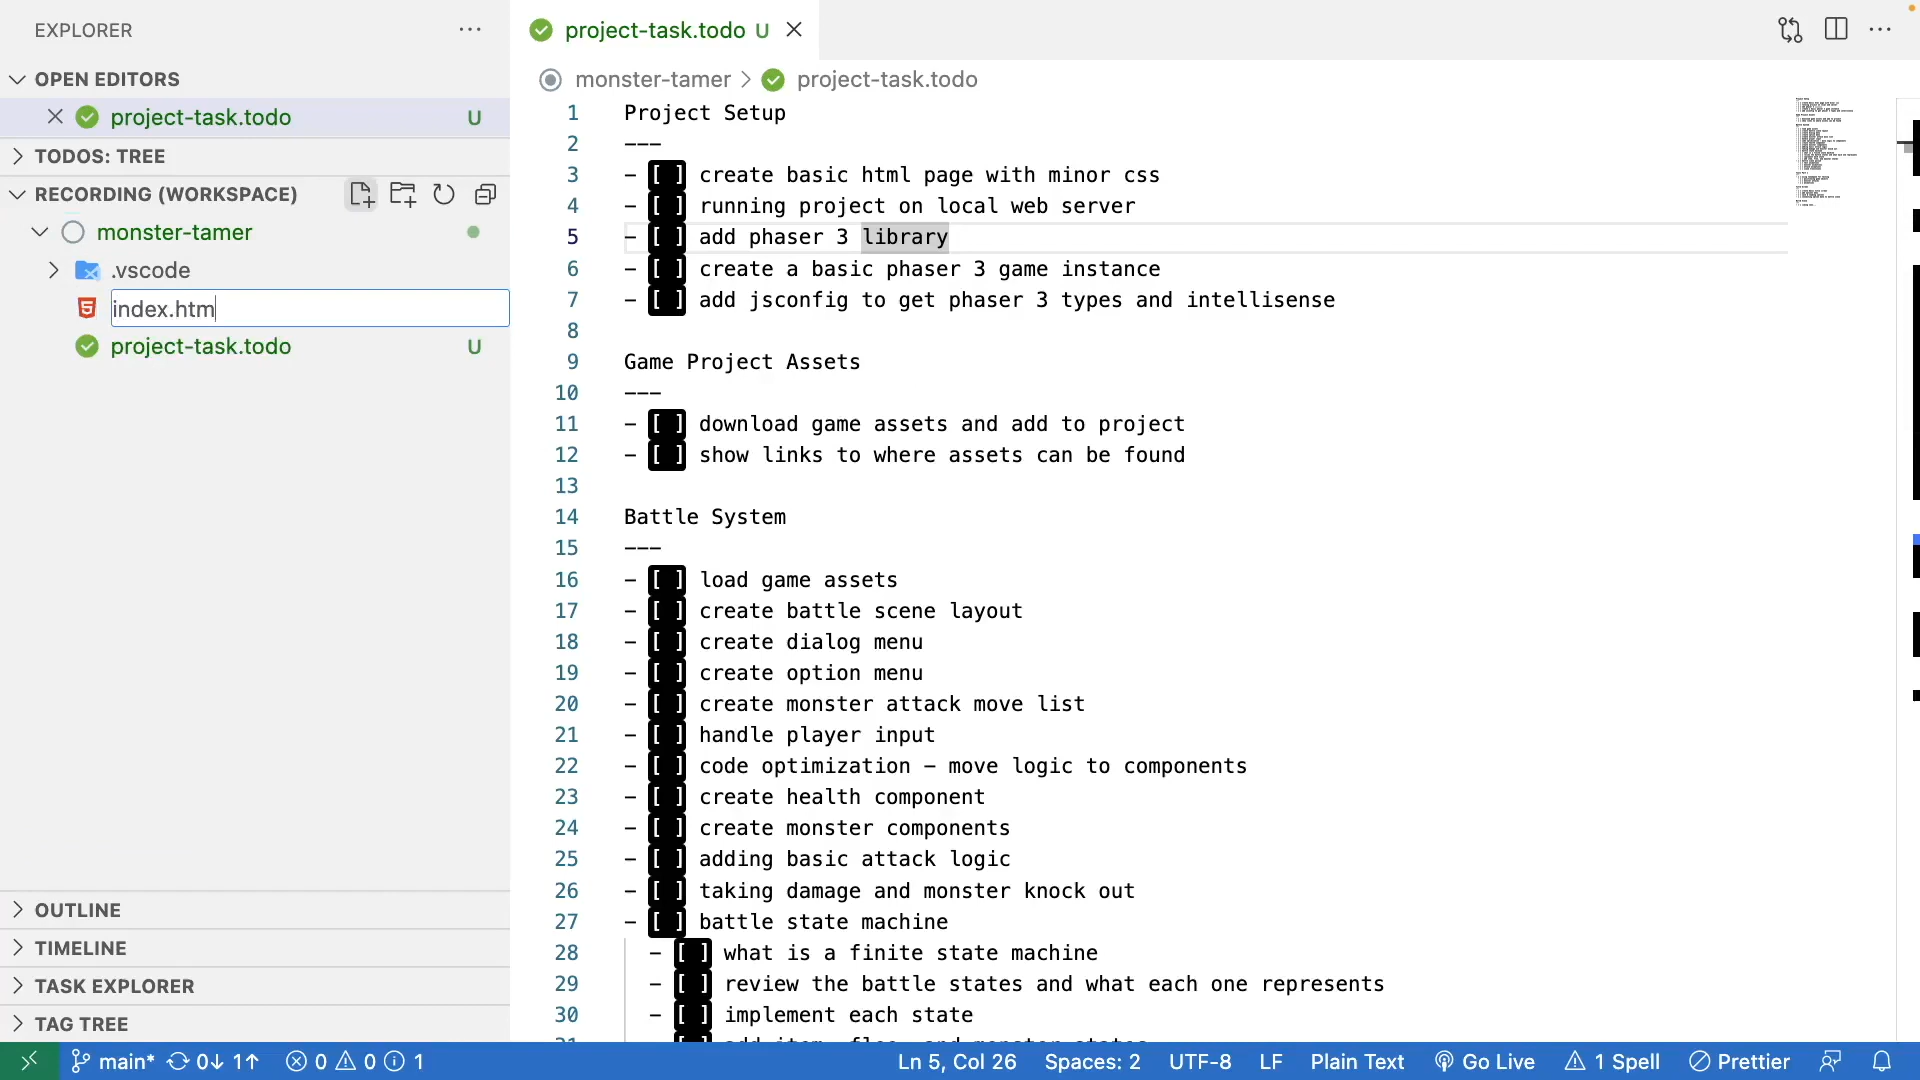 EXPLORER
OPEN EDITORS
project-task.todo U
TODOS: TREE
RECORDING (WORKSPACE)
monster-tamer
.vscode
index.htm
project-task.todo U
OUTLINE
TIMELINE
TASK EXPLORER
TAG TREE
project-task.todo U
monster-tamer > project-task.todo
1 Project Setup
2 ---
3 - [ ] create basic html page with minor css
4 - [ ] running project on local web server
5 - [ ] add phaser 3 library
6 - [ ] create a basic phaser 3 game instance
7 - [ ] add jsconfig to get phaser 3 types and intellisense
8
9 Game Project Assets
10 ---
11 - [ ] download game assets and add to project
12 - [ ] show links to where assets can be found
13
14 Battle System
15 ---
16 - [ ] load game assets
17 - [ ] create battle scene layout
18 - [ ] create dialog menu
19 - [ ] create option menu
20 - [ ] create monster attack move list
21 - [ ] handle player input
22 - [ ] code optimization - move logic to components
23 - [ ] create health component
24 - [ ] create monster components
25 - [ ] adding basic attack logic
26 - [ ] taking damage and monster knock out
27 - [ ] battle state machine
28 - [ ] what is a finite state machine
29 - [ ] review the battle states and what each one represents
30 - [ ] implement each state
main* 0↓ 1↑ 0 0 1 Ln 5, Col 26 Spaces: 2 UTF-8 LF Plain Text Go Live 1 Spell Prettier